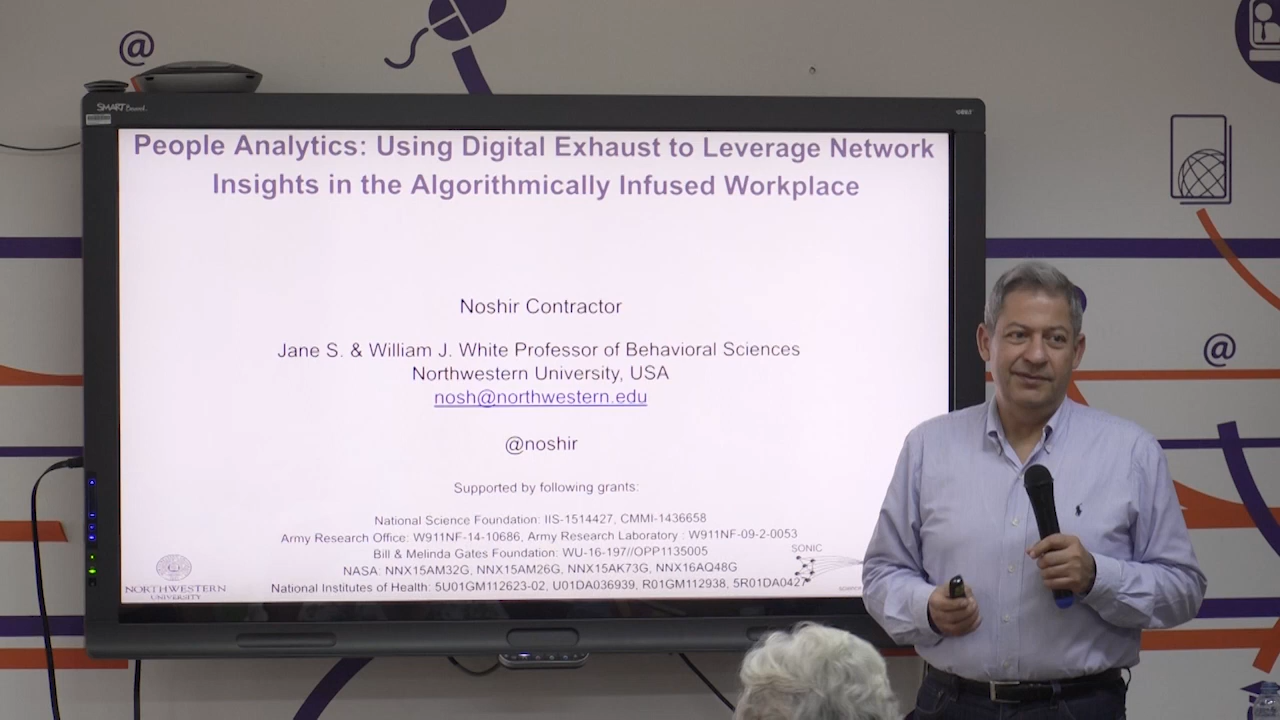 @
SMART Board
People Analytics: Using Digital Exhaust to Leverage Network
Insights in the Algorithmically Infused Workplace
Noshir Contractor
Jane S. & William J. White Professor of Behavioral Sciences
Northwestern University, USA
nosh@northwestern.edu
@noshir
Supported by following grants:
National Science Foundation: IIS-1514427, CMMI-1436658
Army Research Office: W911NF-14-10686, Army Research Laboratory : W911NF-09-2-0053
Bill & Melinda Gates Foundation: WU-16-197//OPP1135005
NASA: NNX15AM32G, NNX15AM26G, NNX15AK73G, NNX16AQ48G
National Institutes of Health: 5U01GM112623-02, U01DA036939, R01GM112938, 5R01DA0427
SONIC
NORTHWESTERN
UNIVERSITY
@